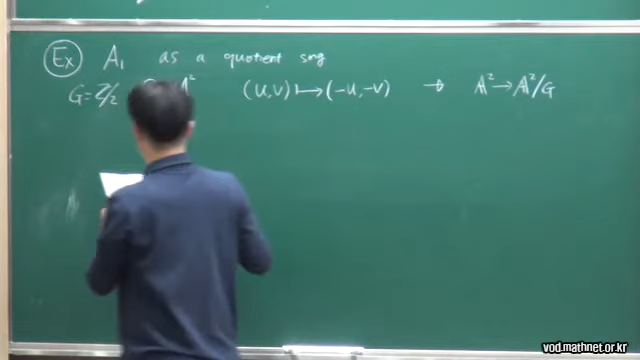 Ex A₁ as a quotient sing
G=ℤ/2 𝔸² (u,v)⟼(-u,-v) → 𝔸²→𝔸²/G
vod.mathnet.or.kr